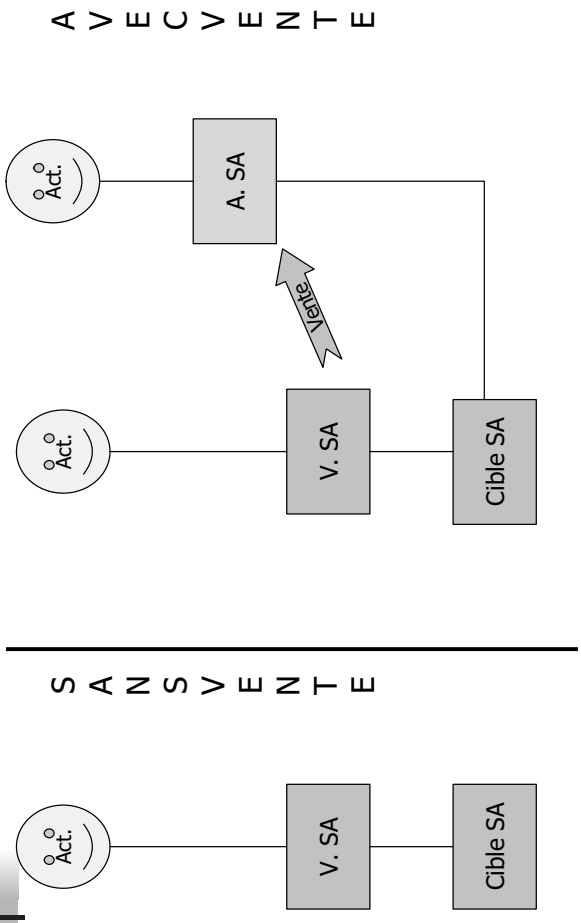 SANS VENTE
Act.
V. SA
Cible SA
AVEC VENTE
Act.
V. SA
Cible SA
Vente
Act.
A. SA